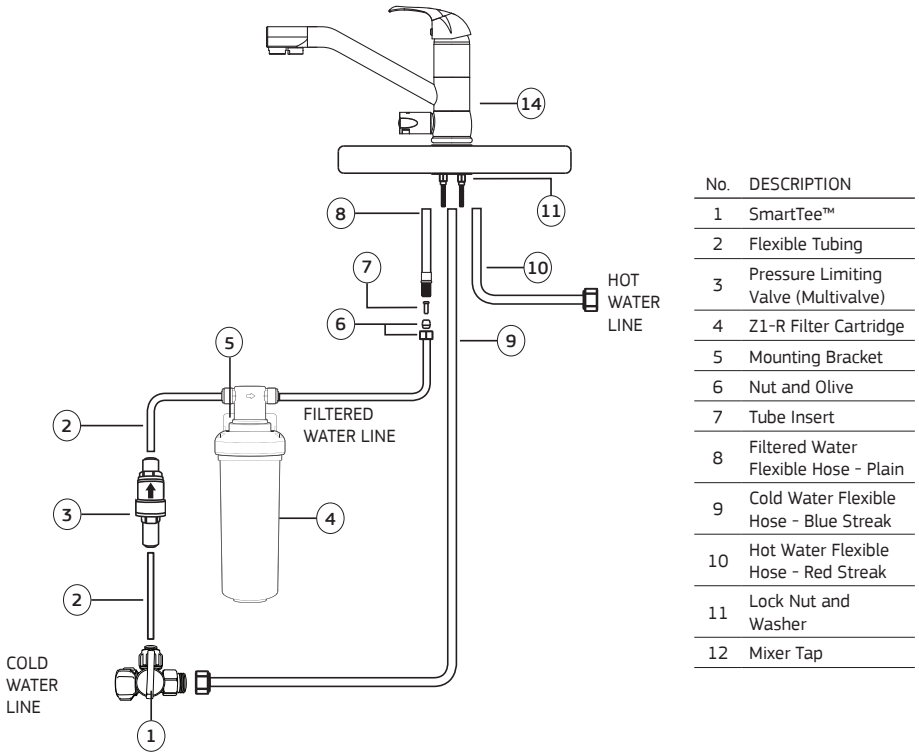 14
11
8
7
10
HOT
WATER
LINE
6
9
5
FILTERED
WATER LINE
2
3
4
2
COLD
WATER
LINE
1
No. DESCRIPTION
1 SmartTee™
2 Flexible Tubing
3 Pressure Limiting
Valve (Multivalve)
4 Z1-R Filter Cartridge
5 Mounting Bracket
6 Nut and Olive
7 Tube Insert
8 Filtered Water
Flexible Hose - Plain
9 Cold Water Flexible
Hose - Blue Streak
10 Hot Water Flexible
Hose - Red Streak
11 Lock Nut and
Washer
12 Mixer Tap